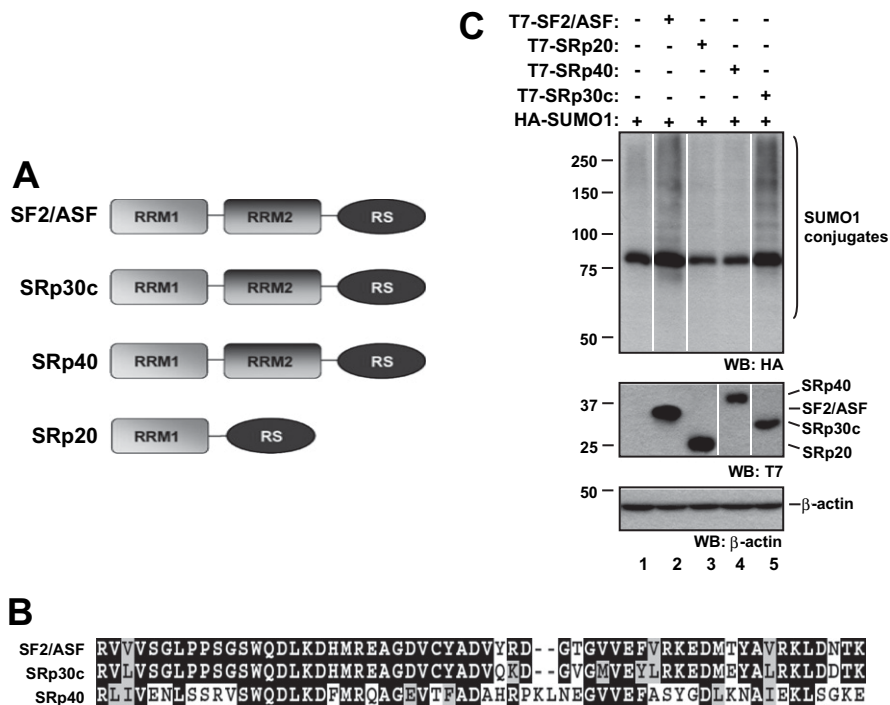 A
SF2/ASF RRM1 RRM2 RS
SRp30c RRM1 RRM2 RS
SRp40 RRM1 RRM2 RS
SRp20 RRM1 RS
C
T7-SF2/ASF: - + - - -
T7-SRp20: - - + - -
T7-SRp40: - - - + -
T7-SRp30c: - - - - +
HA-SUMO1: + + + + +
250
150
100
75
50
SUMO1
conjugates
WB: HA
37
25
SRp40
SF2/ASF
SRp30c
SRp20
WB: T7
50
β-actin
WB: β-actin
1 2 3 4 5
B
SF2/ASF RVVVSGLPPSGSWQDLKDHMREAGDVCYADVYRD--GTGVVEFVRKEDMTYAVRKLDNTK
SRp30c RVLVSGLPPSGSWQDLKDHMREAGDVCYADVQKD--GVGMVEYLRKEDMEYALRKLDDTK
SRp40 RLIVENLSSRVSWQDLKDFMRQAGEVTFADAHRPKLNEGVVEFASYGDLKNAIEKLSGKE